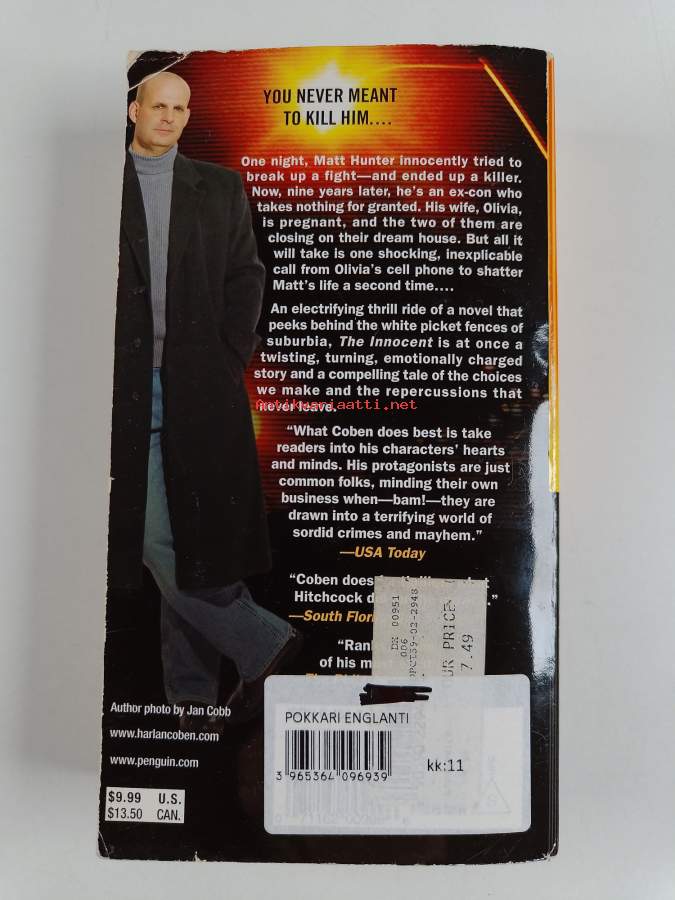 YOU NEVER MEANT
TO KILL HIM....
One night, Matt Hunter innocently tried to
break up a fight—and ended up a killer.
Now, nine years later, he's an ex-con who
takes nothing for granted. His wife, Olivia,
is pregnant, and the two of them are
closing on their dream house. But all it
will take is one shocking, inexplicable
call from Olivia's cell phone to shatter
Matt's life a second time....
An electrifying thrill ride of a novel that
peeks behind the white picket fences of
suburbia, The Innocent is at once a
twisting, turning, emotionally charged
story and a compelling tale of the choices
we make and the repercussions that
never leave.
Antikvariaatti.net
“What Coben does best is take
readers into his characters’ hearts
and minds. His protagonists are just
common folks, minding their own
business when—bam!—they are
drawn into a terrifying world of
sordid crimes and mayhem.”
—USA Today
“Coben does
Hitchcock
—South
of his
DK 00951
006
PRICE
7.49
POKKARI ENGLANTI
3 965364 096939
kk:11
Author photo by Jan Cobb
www.harlancoben.com
www.penguin.com
$9.99 U.S.
$13.50 CAN.